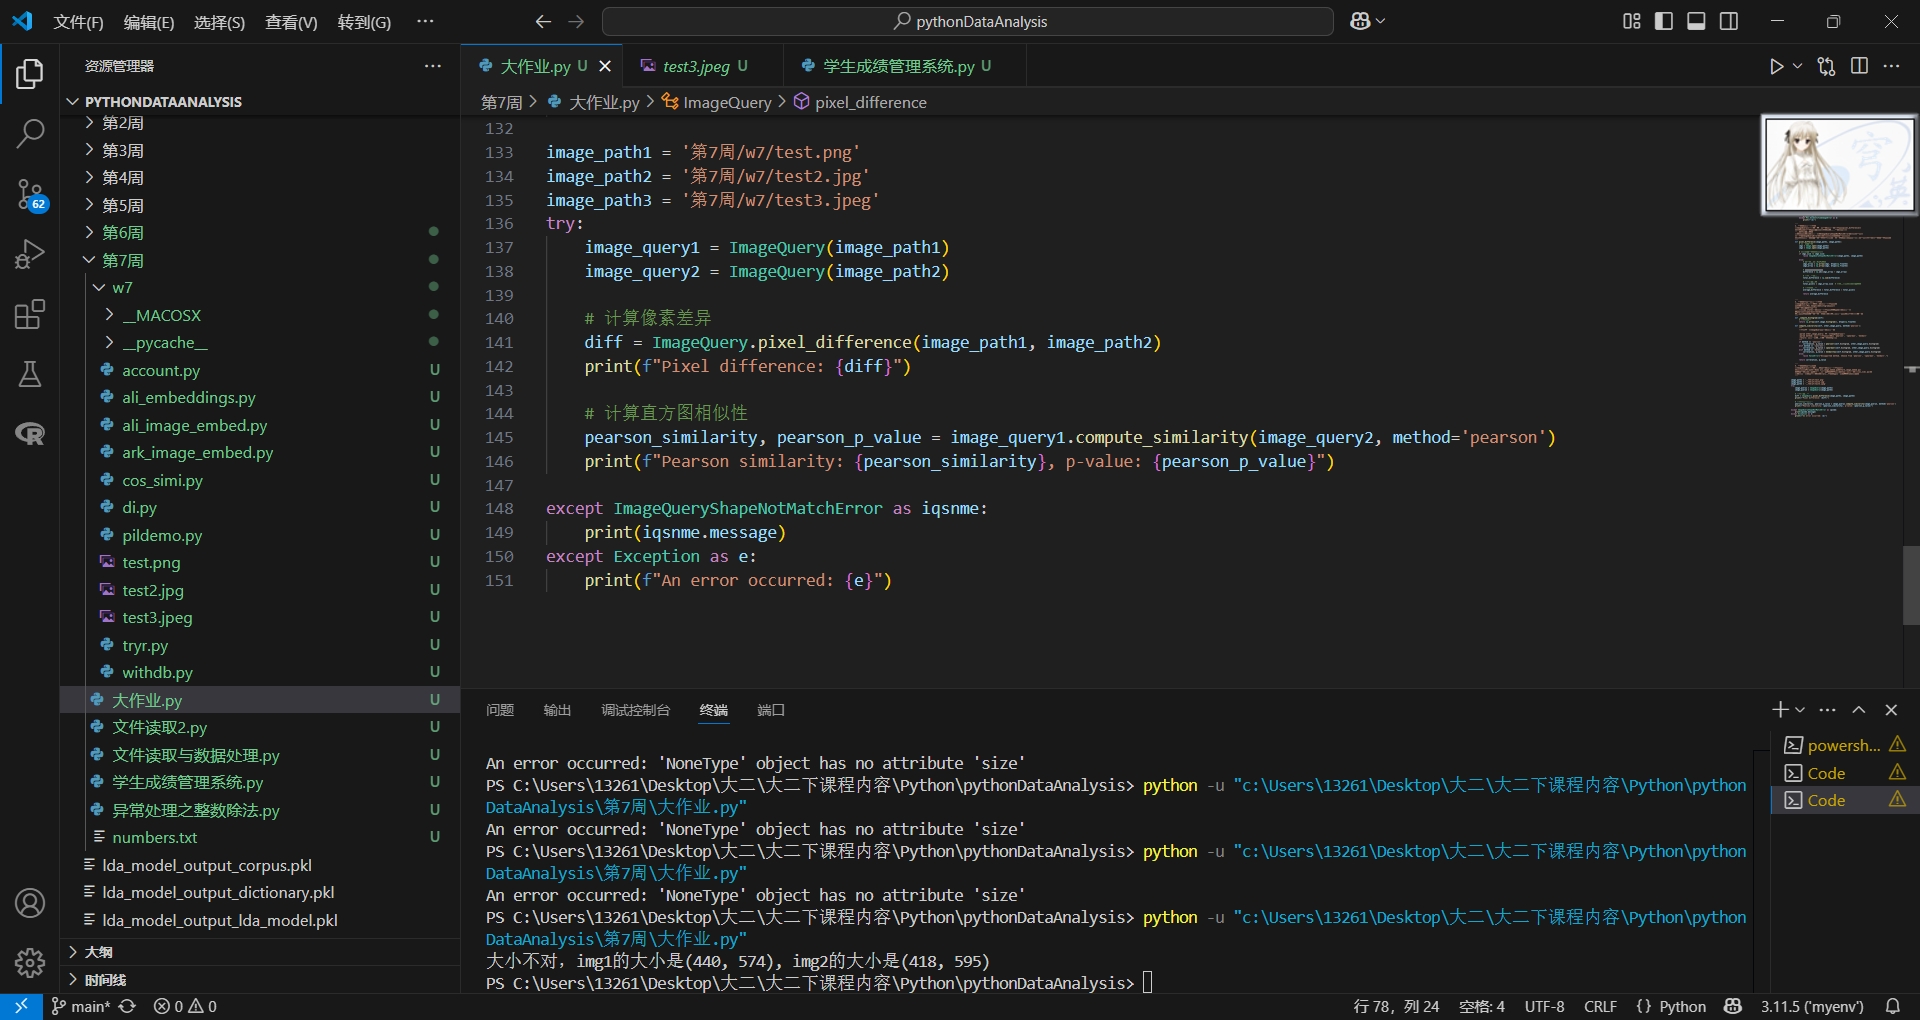 文件(F) 编辑(E) 选择(S) 查看(V) 转到(G) ··· pythonDataAnalysis
资源管理器
PYTHONDATAANALYSIS
第2周
第3周
第4周
第5周
第6周
第7周
w7
__MACOSX
__pycache__
account.py U
ali_embeddings.py U
ali_image_embed.py U
ark_image_embed.py U
cos_simi.py U
di.py U
pildemo.py U
test.png U
test2.jpg U
test3.jpeg U
tryr.py U
withdb.py U
大作业.py U
文件读取2.py U
文件读取与数据处理.py U
学生成绩管理系统.py U
异常处理之整数除法.py U
numbers.txt U
lda_model_output_corpus.pkl
lda_model_output_dictionary.pkl
lda_model_output_lda_model.pkl
大纲
时间线
62
大作业.py U test3.jpeg U 学生成绩管理系统.py U
第7周 > 大作业.py > ImageQuery > pixel_difference
132
133 image_path1 = '第7周/w7/test.png'
134 image_path2 = '第7周/w7/test2.jpg'
135 image_path3 = '第7周/w7/test3.jpeg'
136 try:
137 image_query1 = ImageQuery(image_path1)
138 image_query2 = ImageQuery(image_path2)
139
140 # 计算像素差异
141 diff = ImageQuery.pixel_difference(image_path1, image_path2)
142 print(f"Pixel difference: {diff}")
143
144 # 计算直方图相似性
145 pearson_similarity, pearson_p_value = image_query1.compute_similarity(image_query2, method='pearson')
146 print(f"Pearson similarity: {pearson_similarity}, p-value: {pearson_p_value}")
147
148 except ImageQueryShapeNotMatchError as iqsnme:
149 print(iqsnme.message)
150 except Exception as e:
151 print(f"An error occurred: {e}")
穹
问题 输出 调试控制台 终端 端口
An error occurred: 'NoneType' object has no attribute 'size'
PS C:\Users\13261\Desktop\大二\大二下课程内容\Python\pythonDataAnalysis> python -u "c:\Users\13261\Desktop\大二\大二下课程内容\Python\python
DataAnalysis\第7周\大作业.py"
An error occurred: 'NoneType' object has no attribute 'size'
PS C:\Users\13261\Desktop\大二\大二下课程内容\Python\pythonDataAnalysis> python -u "c:\Users\13261\Desktop\大二\大二下课程内容\Python\python
DataAnalysis\第7周\大作业.py"
An error occurred: 'NoneType' object has no attribute 'size'
PS C:\Users\13261\Desktop\大二\大二下课程内容\Python\pythonDataAnalysis> python -u "c:\Users\13261\Desktop\大二\大二下课程内容\Python\python
DataAnalysis\第7周\大作业.py"
大小不对，img1的大小是(440, 574), img2的大小是(418, 595)
PS C:\Users\13261\Desktop\大二\大二下课程内容\Python\pythonDataAnalysis>
powersh...
Code
Code
main* 0 0 行 78，列 24 空格: 4 UTF-8 CRLF {} Python 3.11.5 ('myenv')